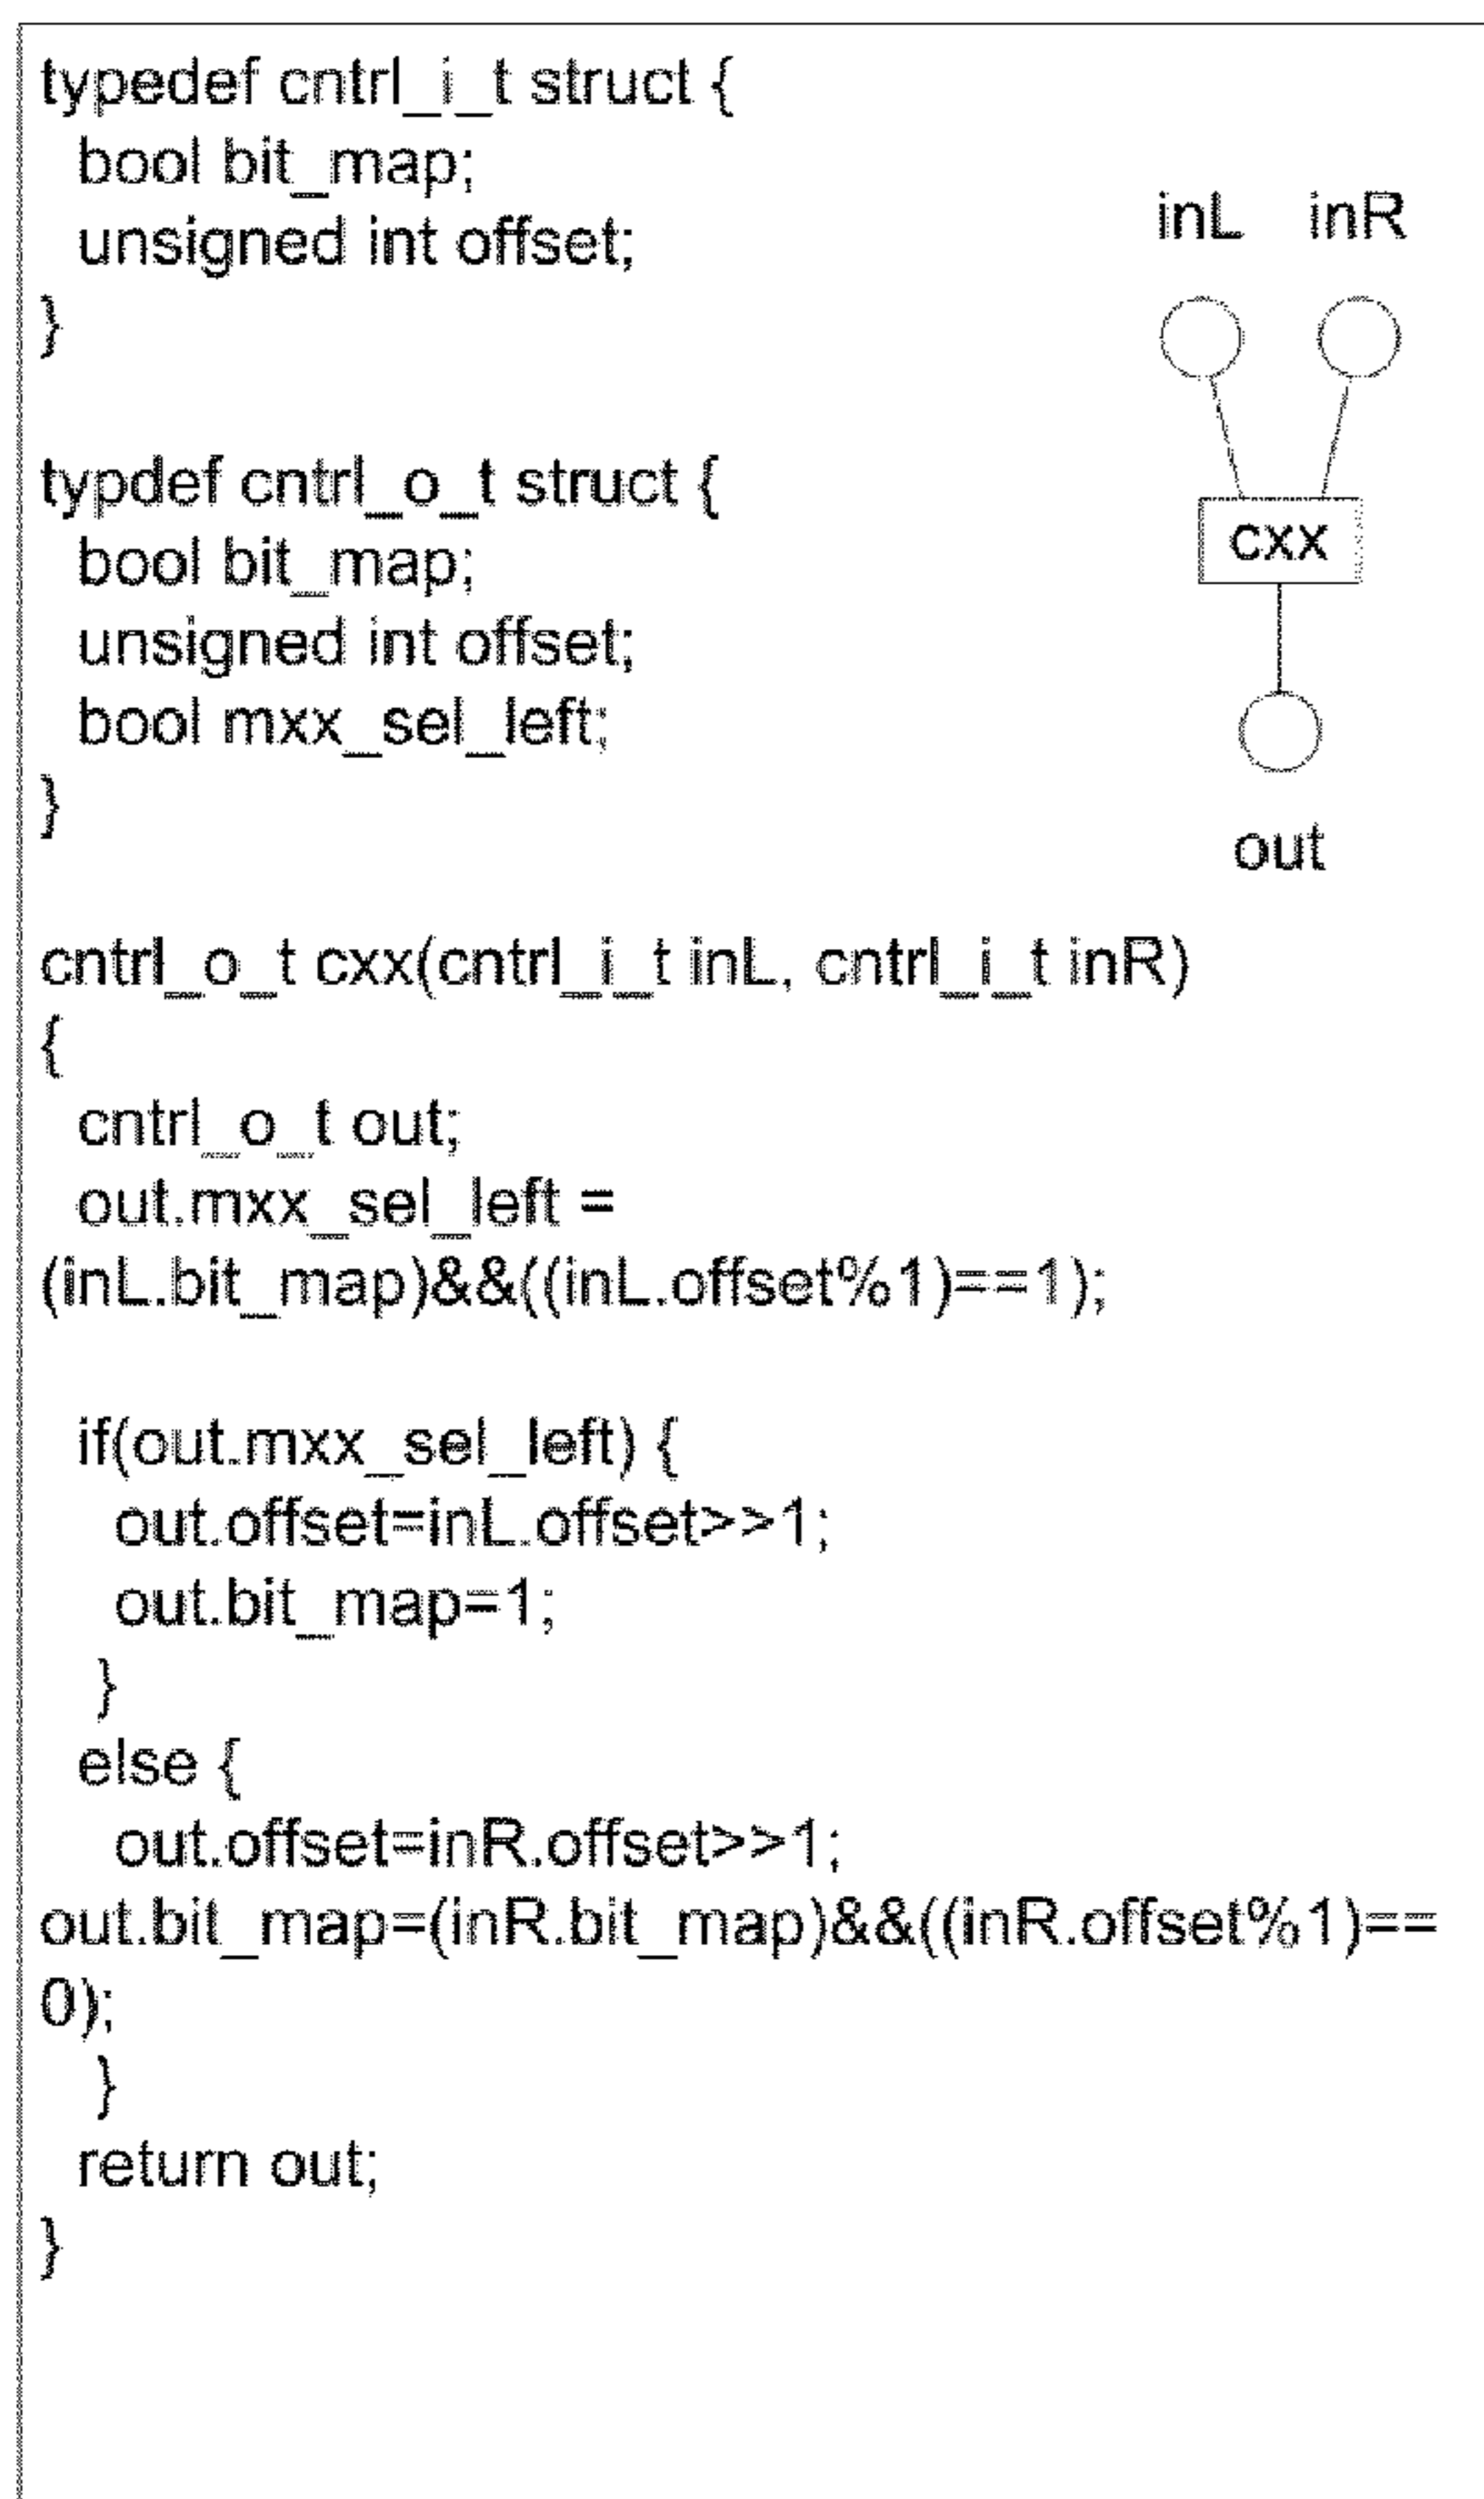 typedef cntrl_i_t struct {
bool bit_map;
unsigned int offset;
}
inL inR
typdef cntrl_o_t struct {
bool bit_map;
unsigned int offset;
bool mxx_sel_left;
}
cxx
out
cntrl_o_t cxx(cntrl_i_t inL, cntrl_i_t inR)
{
cntrl_o_t out;
out.mxx_sel_left =
(inL.bit_map)&&((inL.offset%1)==1);
if(out.mxx_sel_left) {
out.offset=inL.offset>>1;
out.bit_map=1;
}
else {
out.offset=inR.offset>>1;
out.bit_map=(inR.bit_map)&&((inR.offset%1)==
0);
}
return out;
}